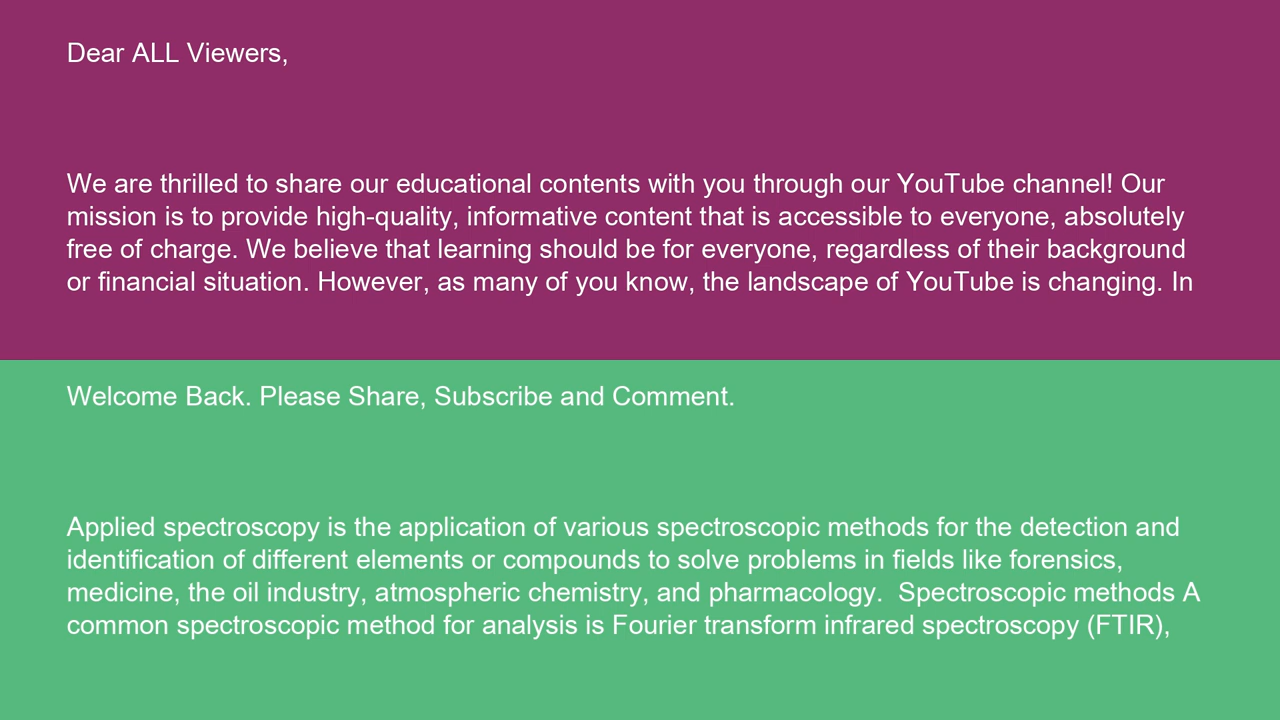 Dear ALL Viewers,
We are thrilled to share our educational contents with you through our YouTube channel! Our
mission is to provide high-quality, informative content that is accessible to everyone, absolutely
free of charge. We believe that learning should be for everyone, regardless of their background
or financial situation. However, as many of you know, the landscape of YouTube is changing. In
Welcome Back. Please Share, Subscribe and Comment.
Applied spectroscopy is the application of various spectroscopic methods for the detection and
identification of different elements or compounds to solve problems in fields like forensics,
medicine, the oil industry, atmospheric chemistry, and pharmacology.  Spectroscopic methods A
common spectroscopic method for analysis is Fourier transform infrared spectroscopy (FTIR),